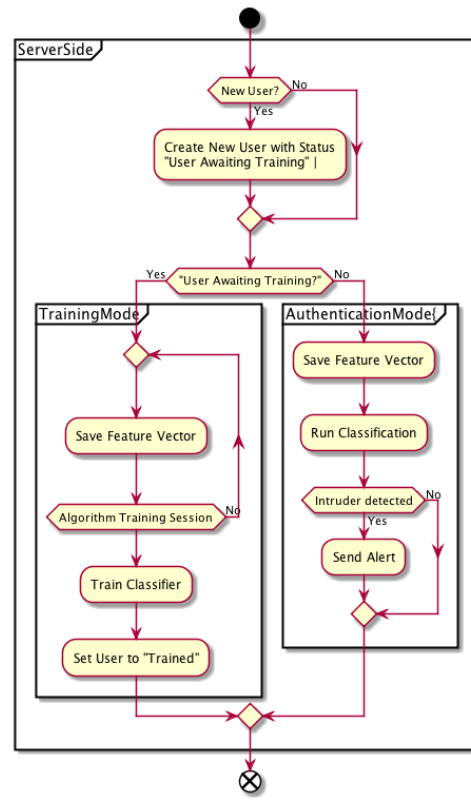 ServerSide
New User?
No
Yes
Create New User with Status
"User Awaiting Training" |
Yes
"User Awaiting Training?"
No
TrainingMode
AuthenticationMode{
Save Feature Vector
Save Feature Vector
Run Classification
Algorithm Training Session
No
Intruder detected
No
Yes
Train Classifier
Send Alert
Set User to "Trained"